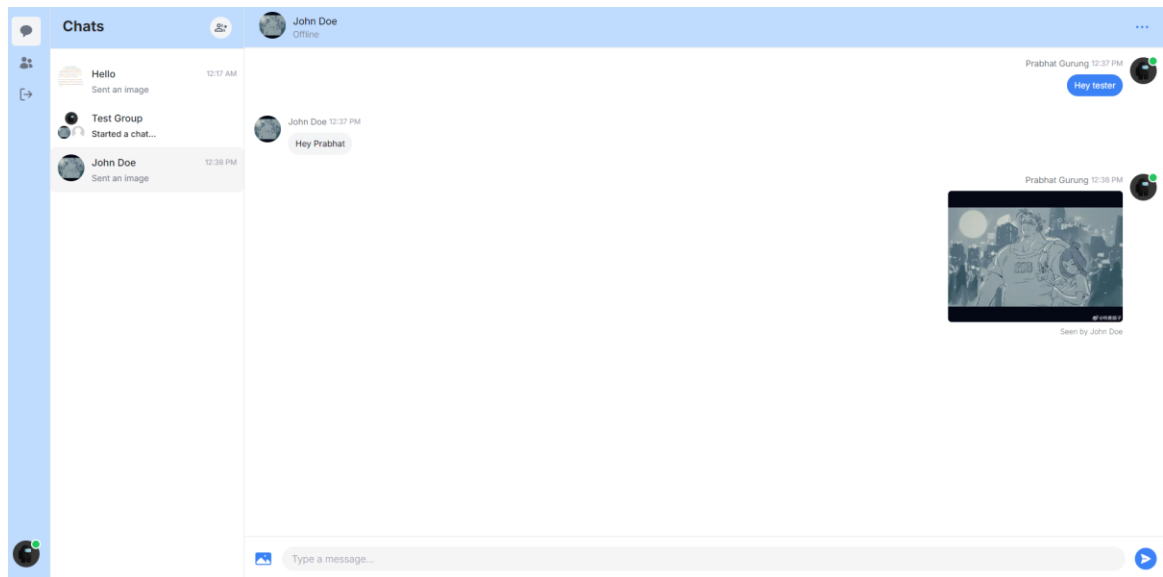 Chats
Hello 12:17 AM
Sent an image
Test Group
Started a chat...
John Doe 12:38 PM
Sent an image
John Doe
Offline
Prabhat Gurung 12:37 PM
Hey tester
John Doe 12:37 PM
Hey Prabhat
Prabhat Gurung 12:38 PM
Seen by John Doe
Type a message...